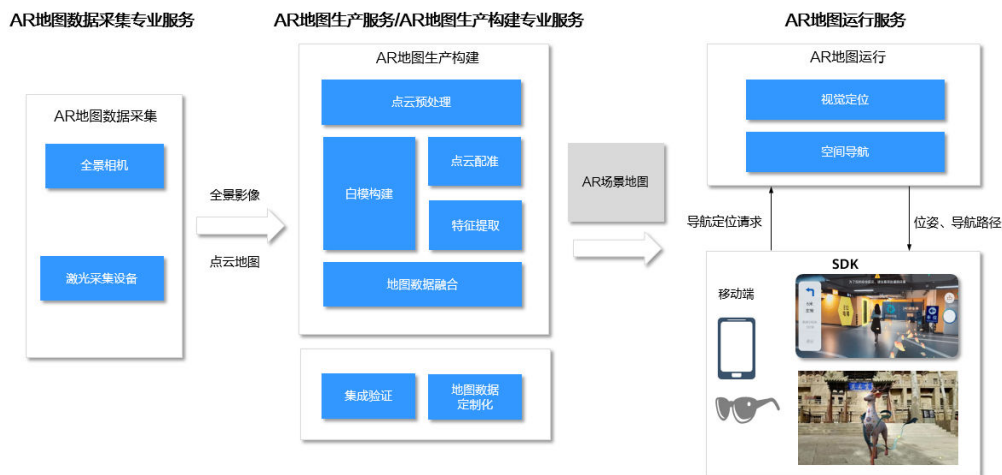 AR地图数据采集专业服务
AR地图生产服务/AR地图生产构建专业服务
AR地图运行服务
AR地图数据采集
全景相机
激光采集设备
全景影像
点云地图
AR地图生产构建
点云预处理
白模构建
点云配准
特征提取
地图数据融合
集成验证
地图数据
定制化
AR场景地图
AR地图运行
视觉定位
空间导航
导航定位请求
位姿、导航路径
SDK
移动端